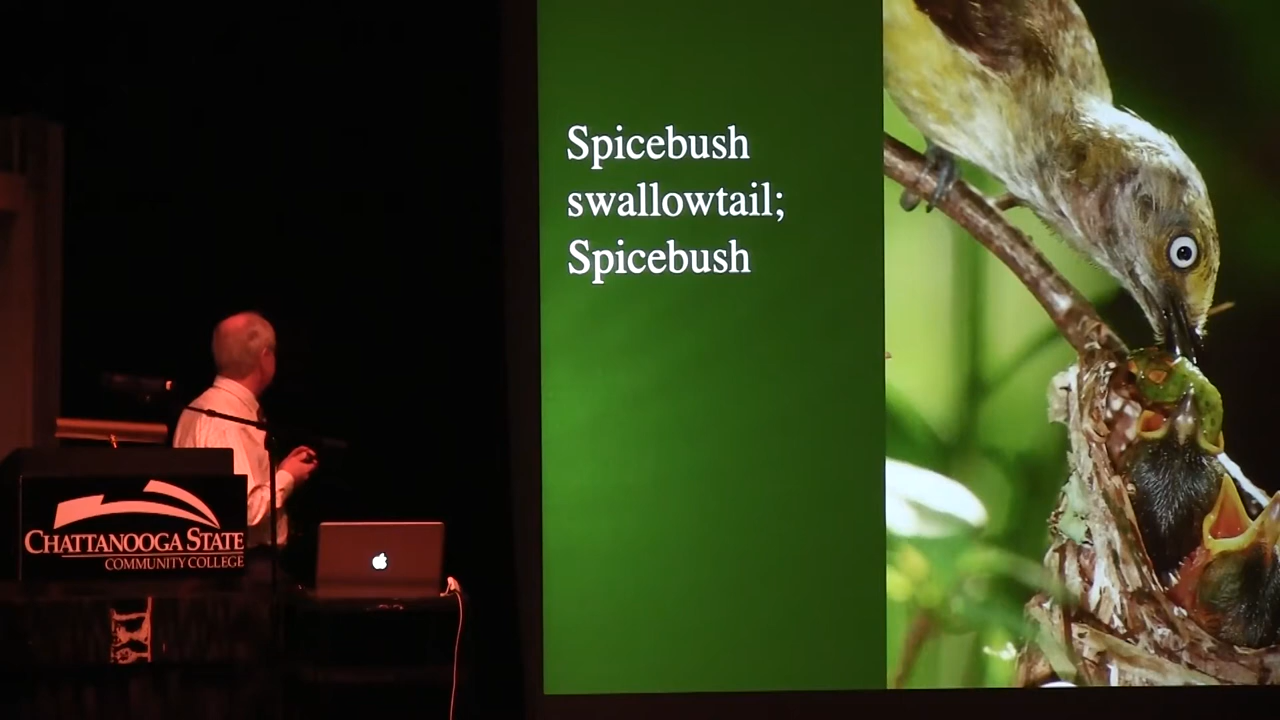 Spicebush
swallowtail;
Spicebush
CHATTANOOGA STATE
COMMUNITY COLLEGE